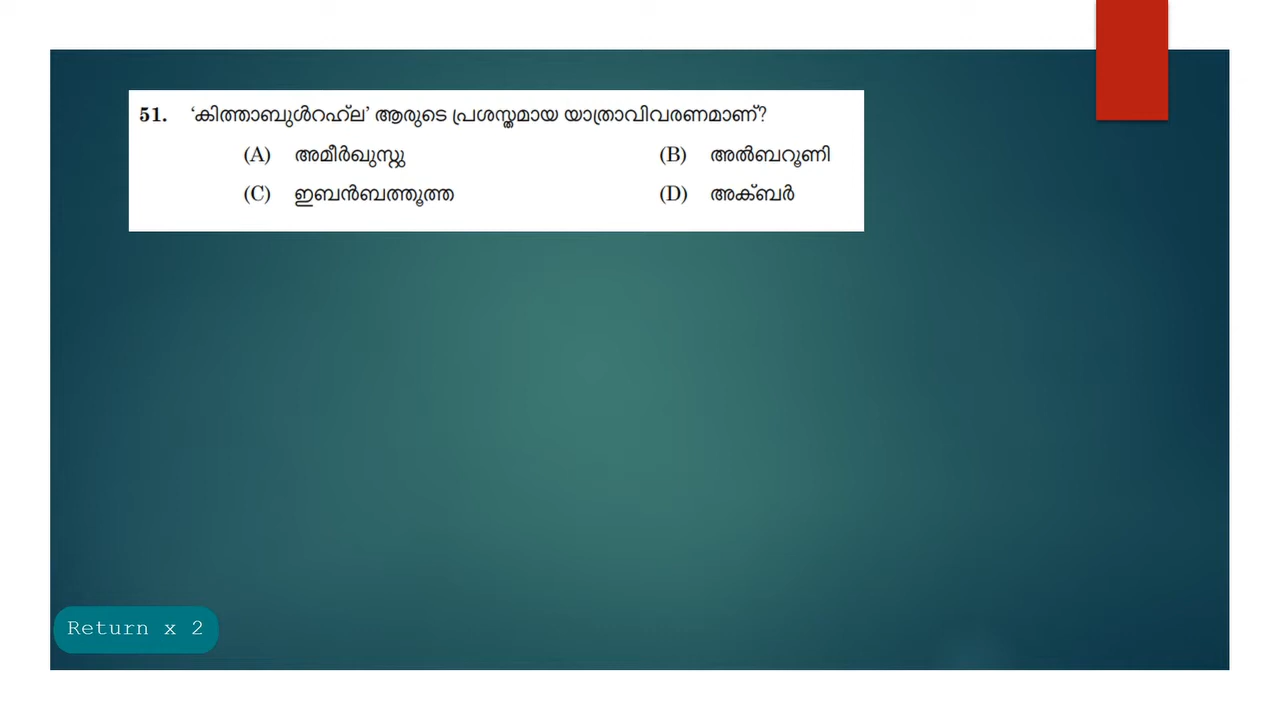 51. ‘കിത്താബുൾറഹ്‌ല’ ആരുടെ പ്രശസ്തമായ യാത്രാവിവരണമാണ്?
(A) അമീർഖുസ്റു (B) അൽബറൂണി
(C) ഇബൻബത്തൂത്ത (D) അക്ബർ
Return x 2